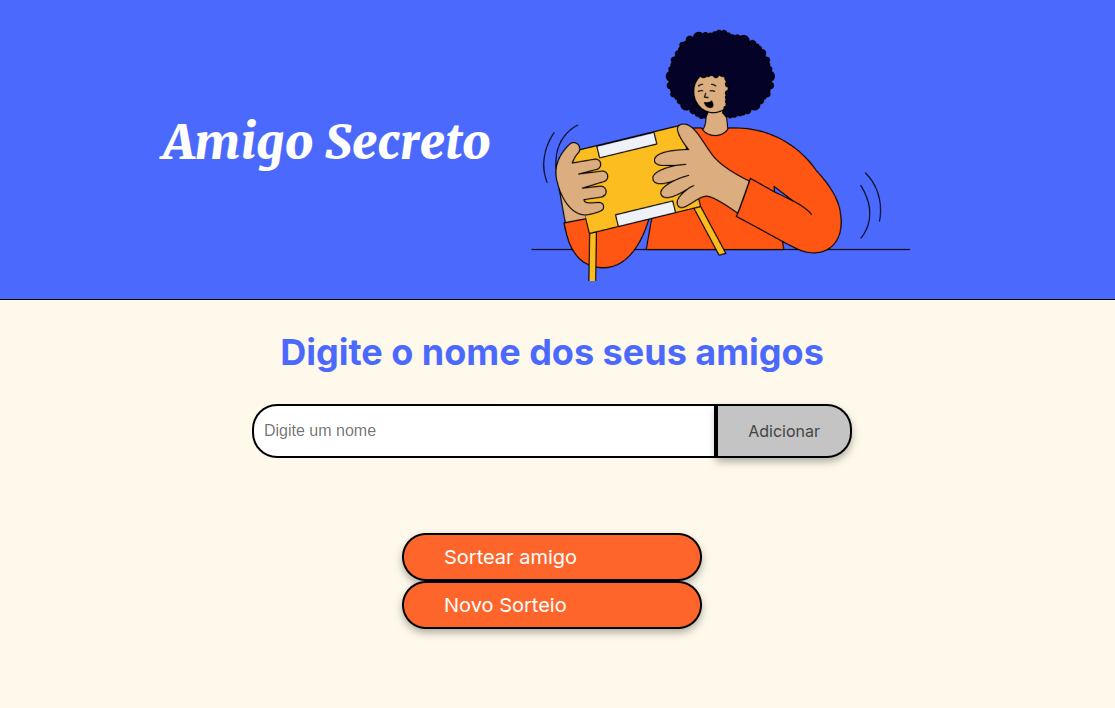 Amigo Secreto
Digite o nome dos seus amigos
Digite um nome
Adicionar
Sortear amigo
Novo Sorteio